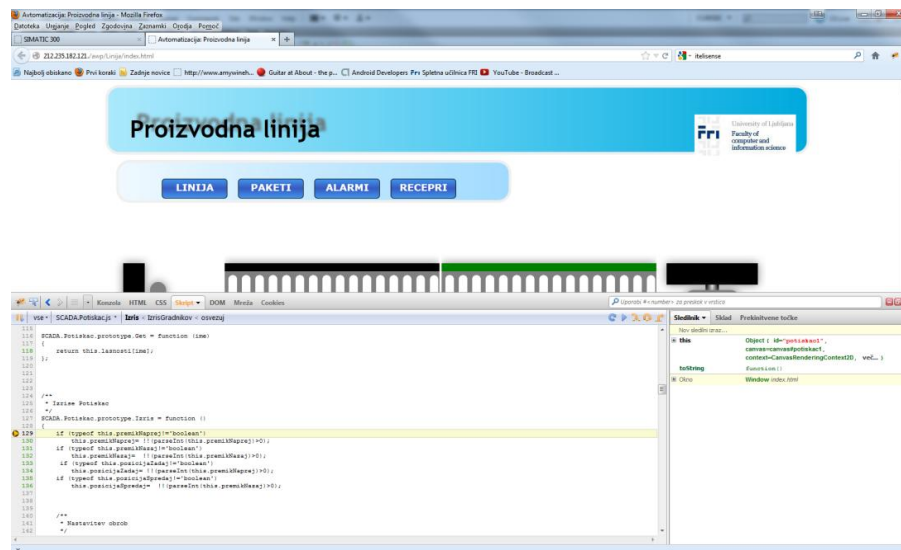 Avtomatizacija: Proizvodna linija - Mozilla Firefox
Datoteka Urejanje Pogled Zgodovina Zaznamki Orodja Pomoč
SIMATIC 300 × Avtomatizacija: Proizvodna linija × +
212.235.182.121./awp/Linije/index.html itelisense
Najbolj obiskano Prvi koraki Zadnje novice http://www.amywineh... Guitar at About - the p... Android Developers Spletna učilnica FRI YouTube - Broadcast ...
Proizvodna linija
Fri
University of Ljubljana
Faculty of
computer and
information science
LINIJA PAKETI ALARMI RECEPRI
Konzola HTML CSS Skript DOM Mreža Cookies
vse SCADA.Potiskac.js Izris < IzrisGradnikov < osvezuj
Sledilnik Sklad Prekinitvene točke
Nov sledilni izraz...
this Object { id="potiskac1",
canvas=canvas#potiskac1,
context=CanvasRenderingContext2D, več... }
toString function()
Okno Window index.html
115
116 SCADA.Potiskac.prototype.Get = function (ime)
117 {
118 return this.lasnosti[ime];
119 };
120
121
122
123
124 /**
125 * Izrise Potiskac
126 */
127 SCADA.Potiskac.prototype.Izris = function ()
128 {
129 if (typeof this.premikNaprej!='boolean')
130 this.premikNaprej= !!(parseInt(this.premikNaprej)>0);
131 if (typeof this.premikNazaj!='boolean')
132 this.premikNazaj= !!(parseInt(this.premikNazaj)>0);
133 if (typeof this.pozicijaZadaj!='boolean')
134 this.pozicijaZadaj= !!(parseInt(this.premikNaprej)>0);
135 if (typeof this.pozicijaSpredaj!='boolean')
136 this.pozicijaSpredaj= !!(parseInt(this.premikNazaj)>0);
137
138
139
140 /**
141 * Nastavitev obrob
142 */